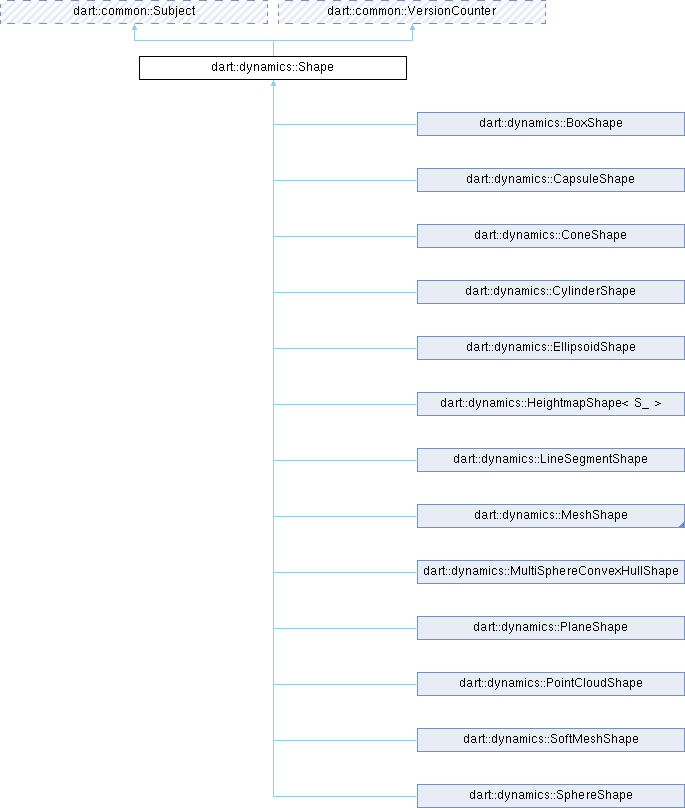 dart::common::Subject
dart::common::VersionCounter
dart::dynamics::Shape
dart::dynamics::BoxShape
dart::dynamics::CapsuleShape
dart::dynamics::ConeShape
dart::dynamics::CylinderShape
dart::dynamics::EllipsoidShape
dart::dynamics::HeightmapShape< S_ >
dart::dynamics::LineSegmentShape
dart::dynamics::MeshShape
dart::dynamics::MultiSphereConvexHullShape
dart::dynamics::PlaneShape
dart::dynamics::PointCloudShape
dart::dynamics::SoftMeshShape
dart::dynamics::SphereShape